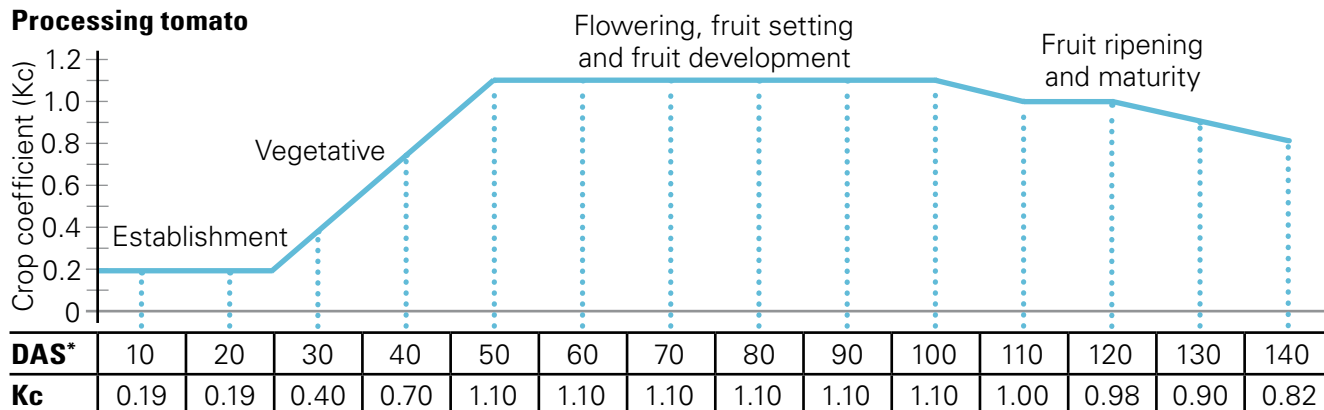 Processing tomato
Flowering, fruit setting
and fruit development
Fruit ripening
and maturity
Vegetative
Establishment
Crop coefficient (Kc)
1.2
1.0
0.8
0.6
0.4
0.2
0
DAS* 10 20 30 40 50 60 70 80 90 100 110 120 130 140
Kc 0.19 0.19 0.40 0.70 1.10 1.10 1.10 1.10 1.10 1.10 1.00 0.98 0.90 0.82